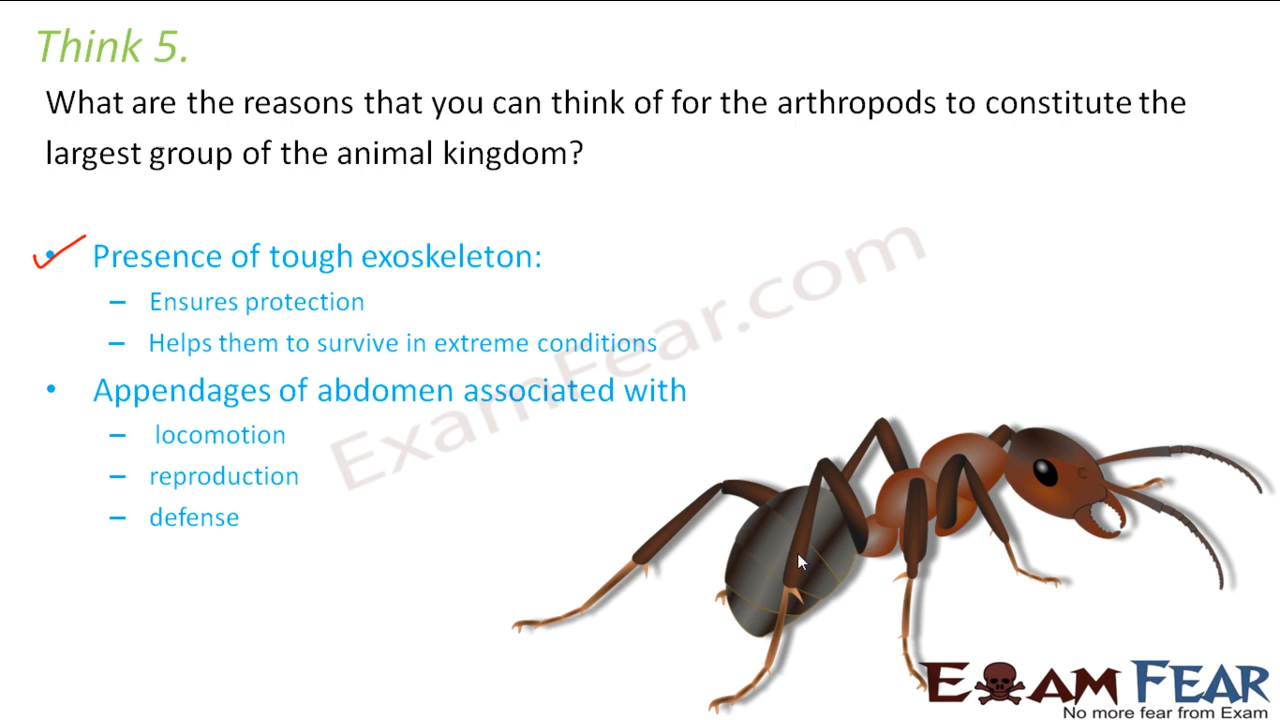 Think 5.
What are the reasons that you can think of for the arthropods to constitute the
largest group of the animal kingdom?
• Presence of tough exoskeleton:
– Ensures protection
– Helps them to survive in extreme conditions
• Appendages of abdomen associated with
– locomotion
– reproduction
– defense
ExamFear.com
EXAM FEAR
No more fear from Exam